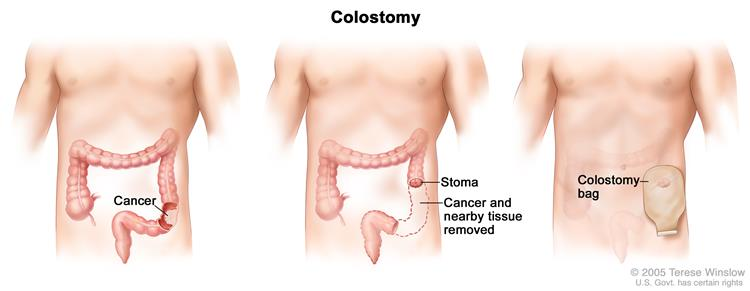 Colostomy
Cancer
Stoma
Cancer and
nearby tissue
removed
Colostomy
bag
© 2005 Terese Winslow
U.S. Govt. has certain rights